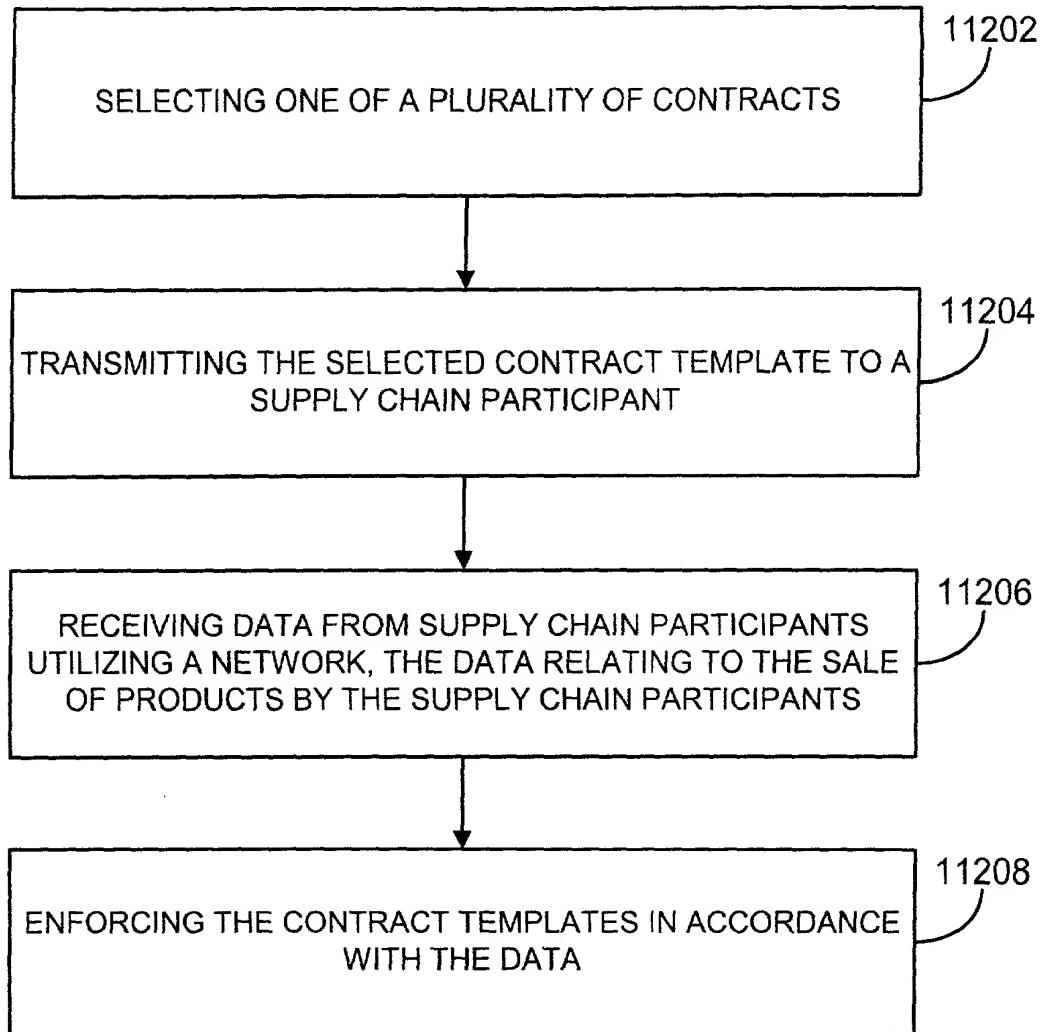 11202
SELECTING ONE OF A PLURALITY OF CONTRACTS
11204
TRANSMITTING THE SELECTED CONTRACT TEMPLATE TO A
SUPPLY CHAIN PARTICIPANT
11206
RECEIVING DATA FROM SUPPLY CHAIN PARTICIPANTS
UTILIZING A NETWORK, THE DATA RELATING TO THE SALE
OF PRODUCTS BY THE SUPPLY CHAIN PARTICIPANTS
11208
ENFORCING THE CONTRACT TEMPLATES IN ACCORDANCE
WITH THE DATA